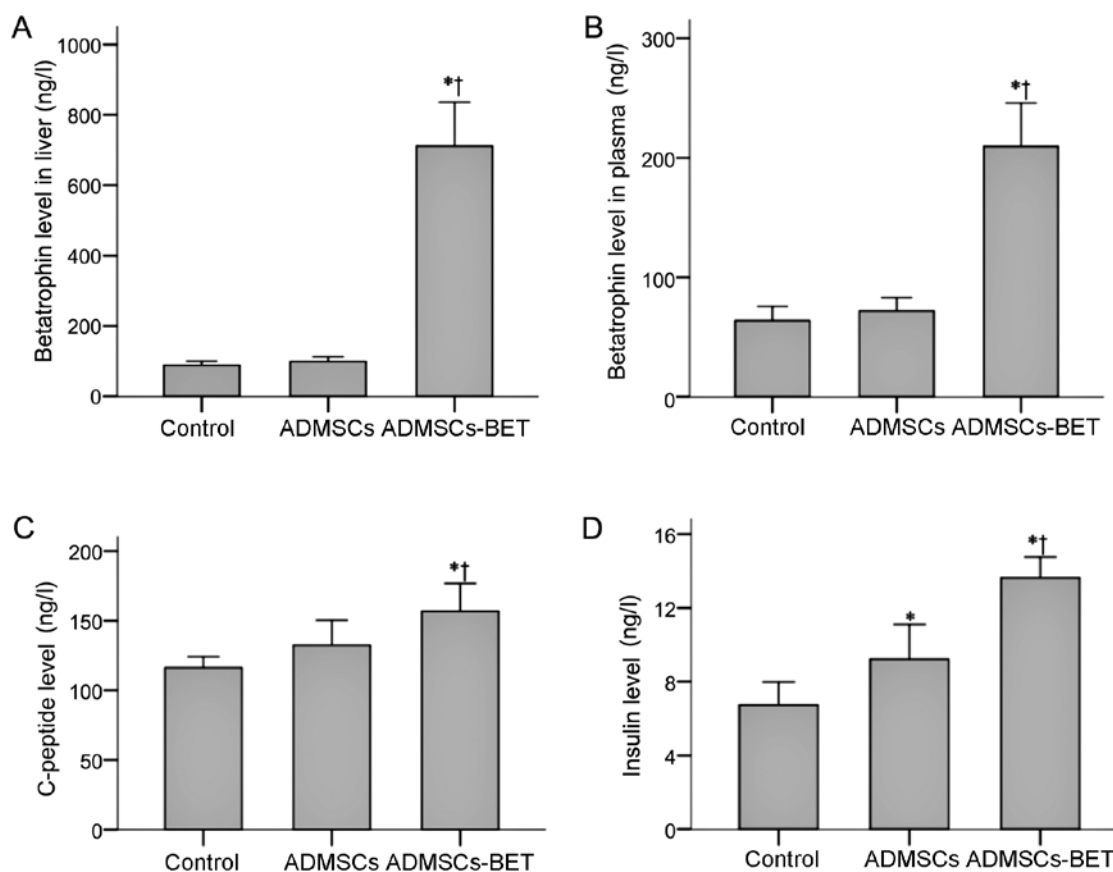 A
Betatrophin level in liver (ng/l)
1000
800
600
400
200
0
*†
Control ADMSCs ADMSCs-BET
B
Betatrophin level in plasma (ng/l)
300
200
100
0
*†
Control ADMSCs ADMSCs-BET
C
C-peptide level (ng/l)
200
150
100
50
0
*†
Control ADMSCs ADMSCs-BET
D
Insulin level (ng/l)
16
12
8
4
0
*
*†
Control ADMSCs ADMSCs-BET